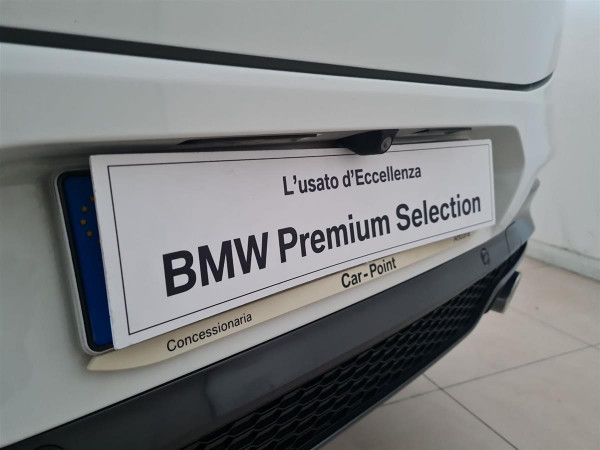 L'usato d'Eccellenza
BMW Premium Selection
Concessionaria Car-Point